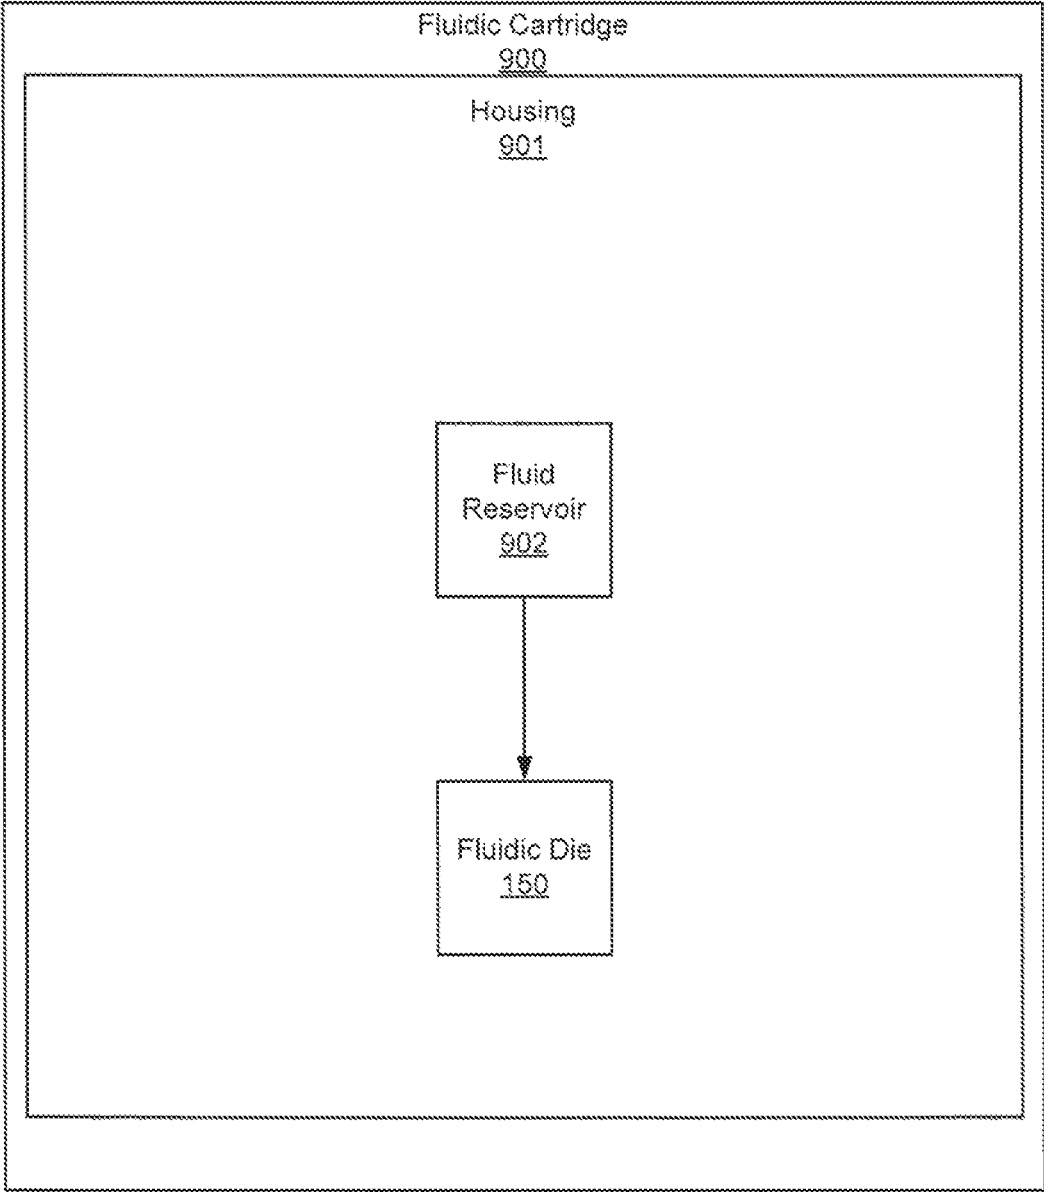 Fluidic Cartridge
900
Housing
901
Fluid
Reservoir
902
Fluidic Die
150